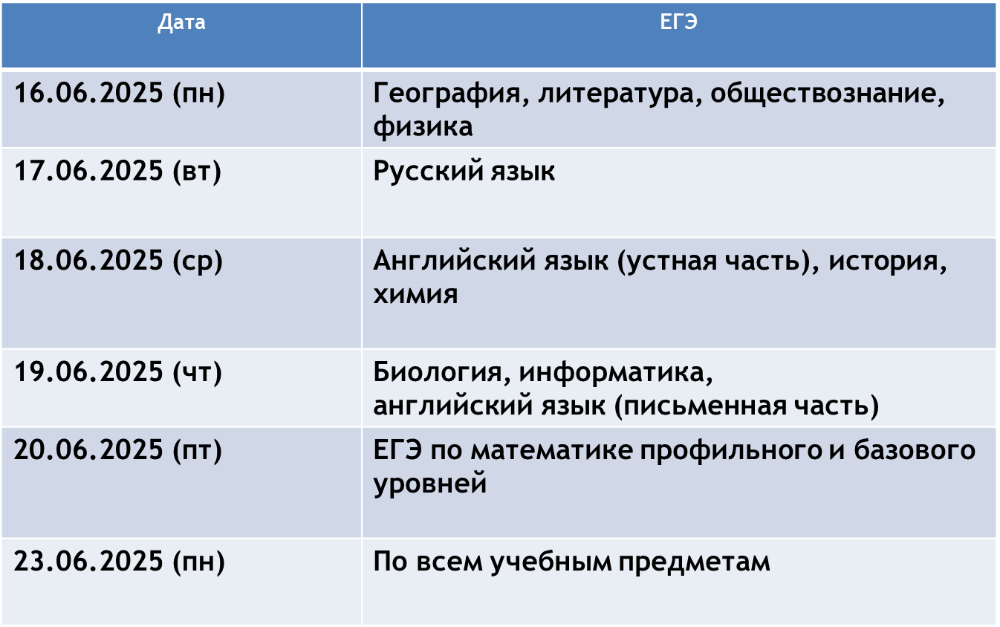 Дата
ЕГЭ
16.06.2025 (пн)
География, литература, обществознание,
физика
17.06.2025 (вт)
Русский язык
18.06.2025 (ср)
Английский язык (устная часть), история,
химия
19.06.2025 (чт)
Биология, информатика,
английский язык (письменная часть)
20.06.2025 (пт)
ЕГЭ по математике профильного и базового
уровней
23.06.2025 (пн)
По всем учебным предметам